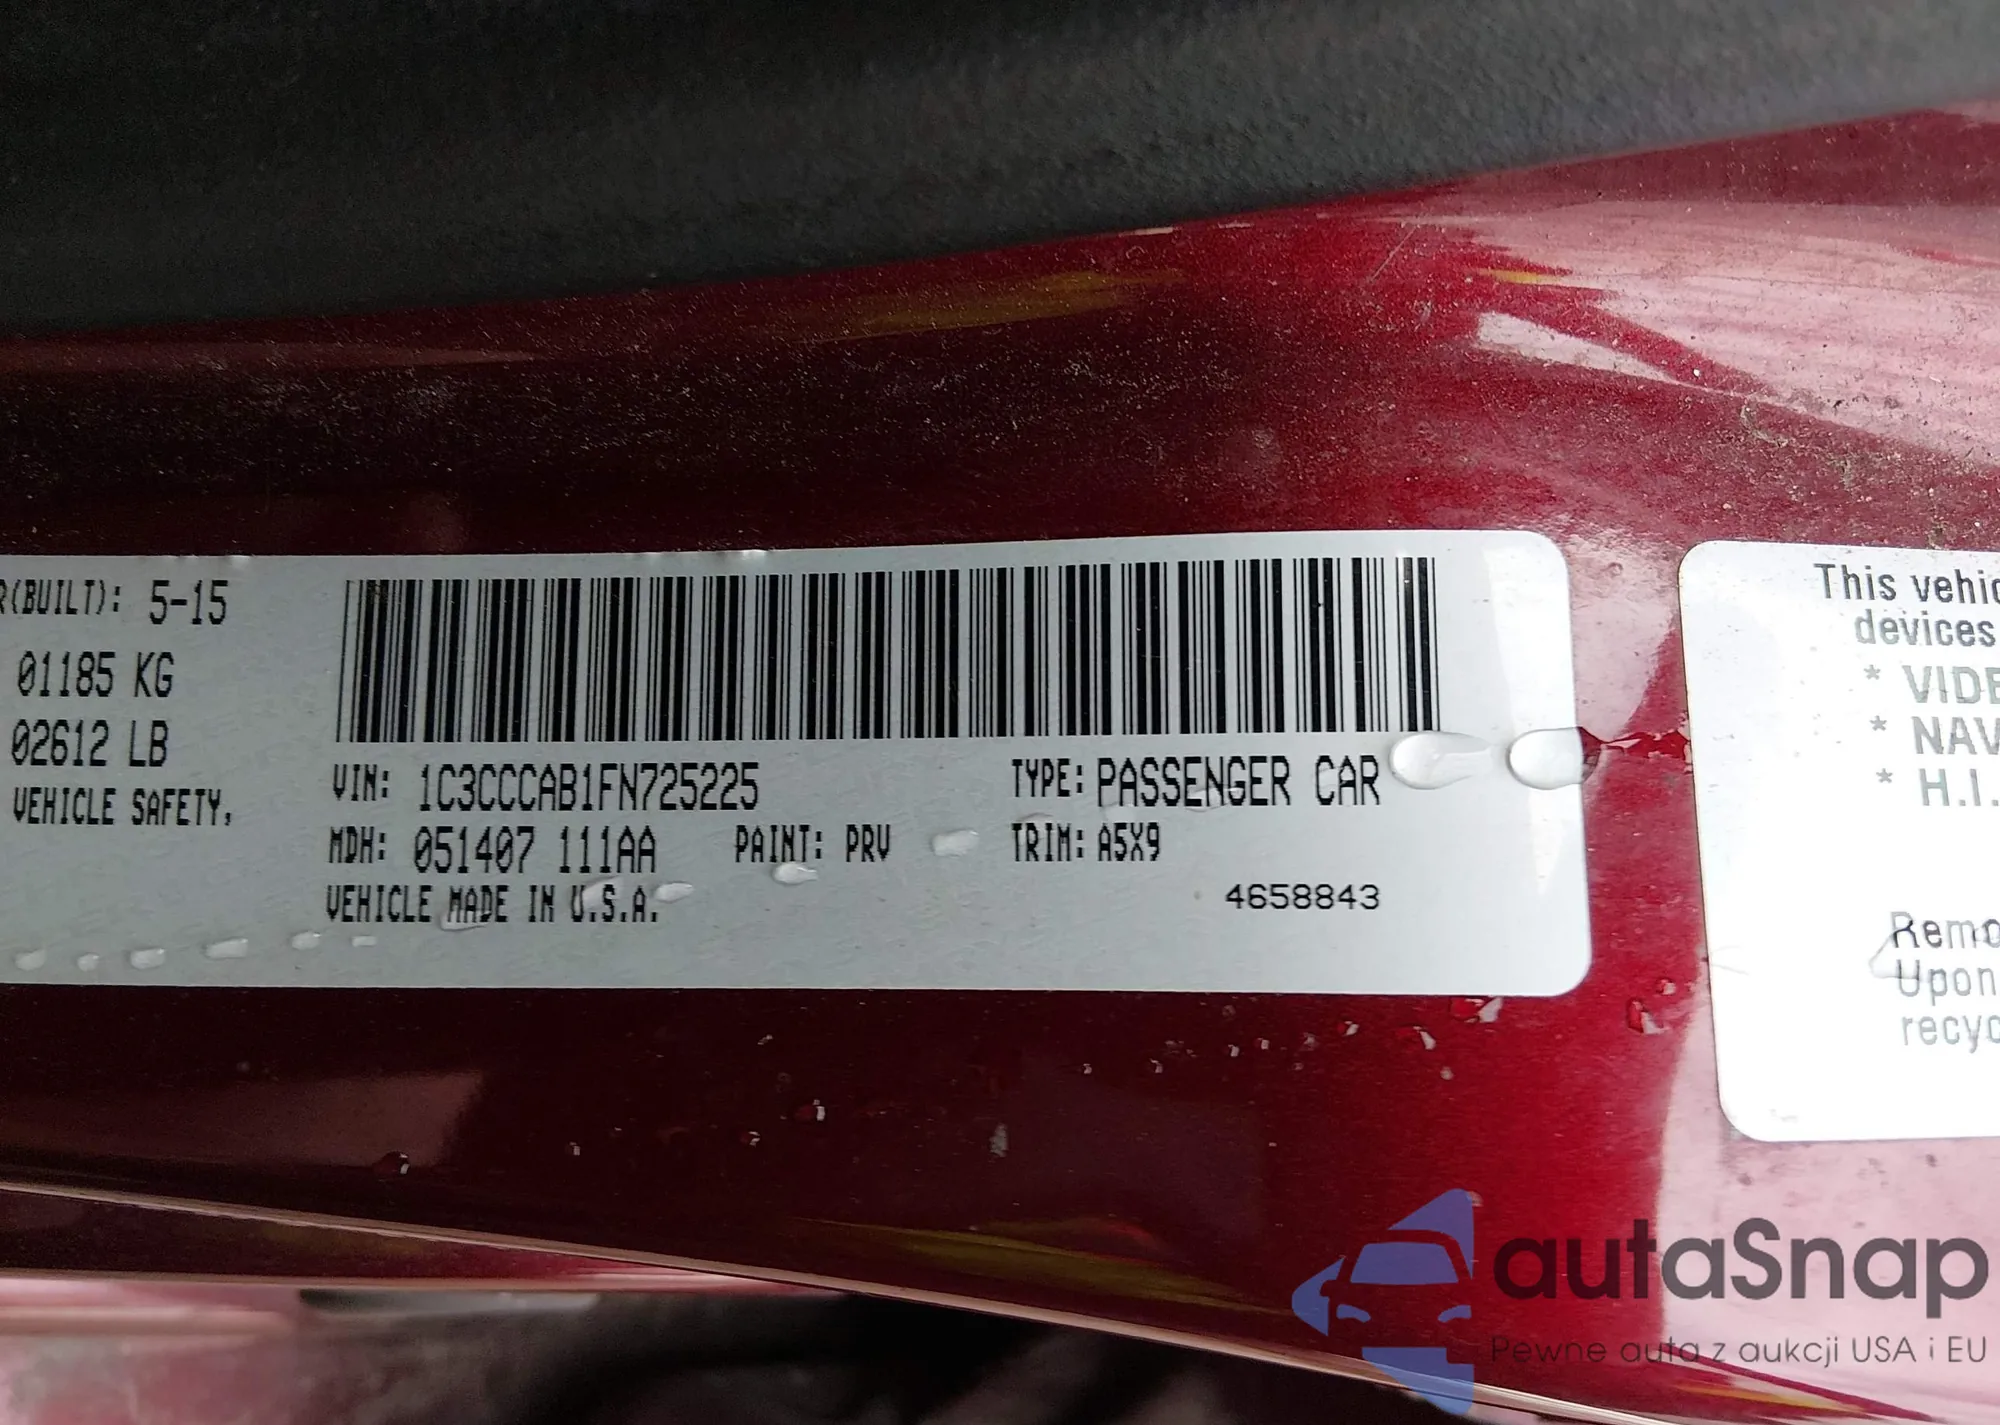 R(BUILT): 5-15
01185 KG
02612 LB
VEHICLE SAFETY,
VIN: 1C3CCCAB1FN725225
TYPE: PASSENGER CAR
MDH: 051407 111AA
PAINT: PRV
TRIM: A5X9
VEHICLE MADE IN U.S.A.
4658843
This vehic
devices
* VIDE
* NAV
* H.I.
Remo
Upon
recyc
autaSnap
Pewne auta z aukcji USA i EU